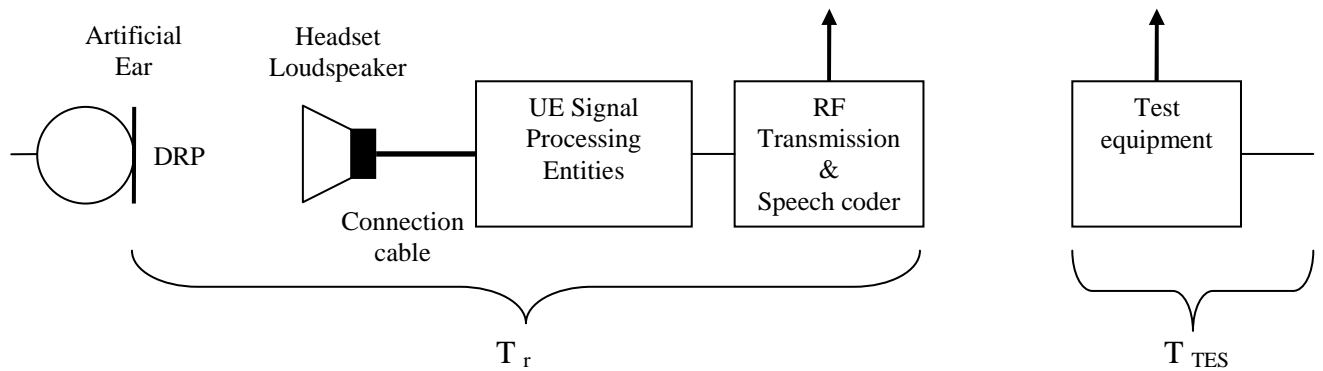 Artificial
Ear
DRP
Headset
Loudspeaker
Connection
cable
UE Signal
Processing
Entities
RF
Transmission
&
Speech coder
Test
equipment
T r
T TES